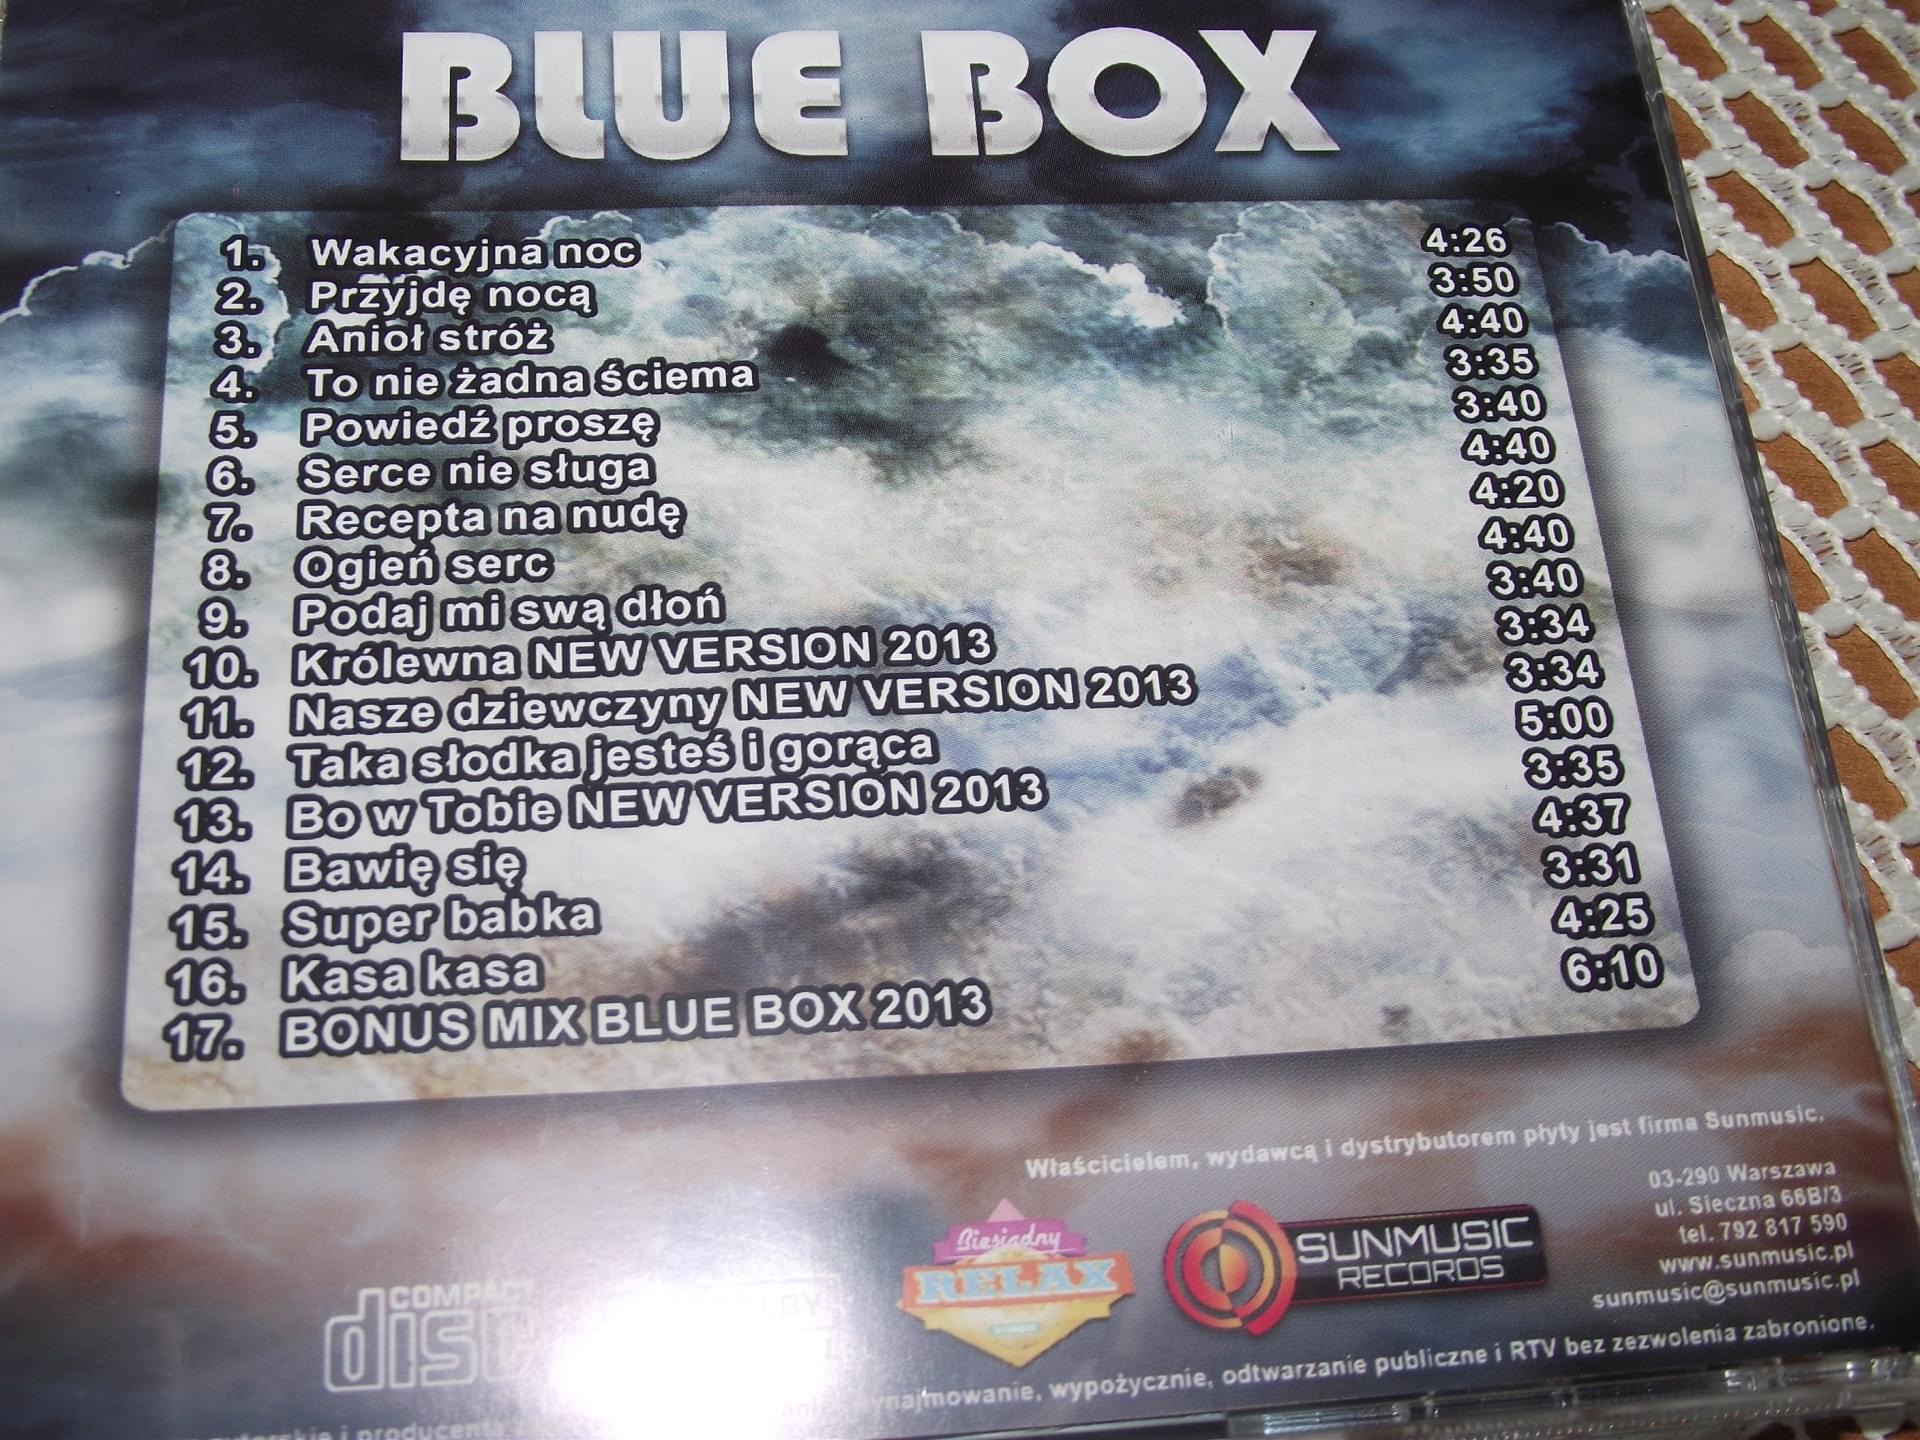 BLUE BOX
1. Wakacyjna noc 4:26
2. Przyjdę nocą 3:50
3. Anioł stróż 4:40
4. To nie żadna ściema 3:35
5. Powiedź proszę 3:40
6. Serce nie sługa 4:40
7. Recepta na nudę 4:20
8. Ogień serc 4:40
9. Podaj mi swą dłoń 3:40
10. Królewna NEW VERSION 2013 3:34
11. Nasze dziewczyny NEW VERSION 2013 3:34
12. Taka słodka jesteś i gorąca 5:00
13. Bo w Tobie NEW VERSION 2013 3:35
14. Bawię się 4:37
15. Super babka 3:31
16. Kasa kasa 4:25
17. BONUS MIX BLUE BOX 2013 6:10
Właścicielem, wydawcą i dystrybutorem płyty jest firma Sunmusic.
03-290 Warszawa
ul. Sieczna 66B/3
tel. 792 817 590
www.sunmusic.pl
sunmusic@sunmusic.pl
COMPACT
disc
Biesiadny
RELAX
SUNMUSIC
RECORDS
wypożycznie, odtwarzanie publiczne i RTV bez zezwolenia zabronione.
i producenta